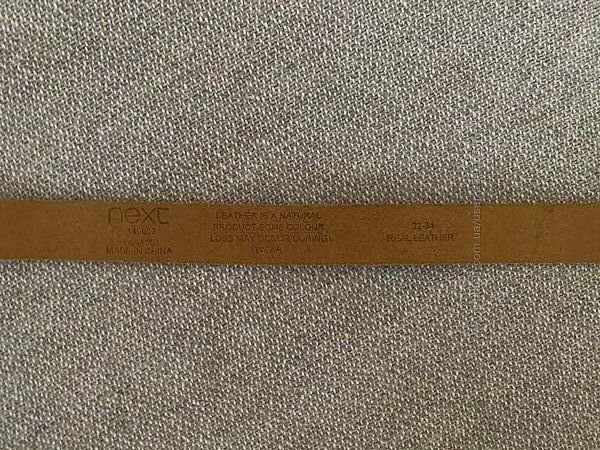 next
140652
MADE IN CHINA
LEATHER IS A NATURAL
PRODUCT SOME COLOUR
LOSS MAY OCCUR DURING
WEAR
32-34
REAL LEATHER